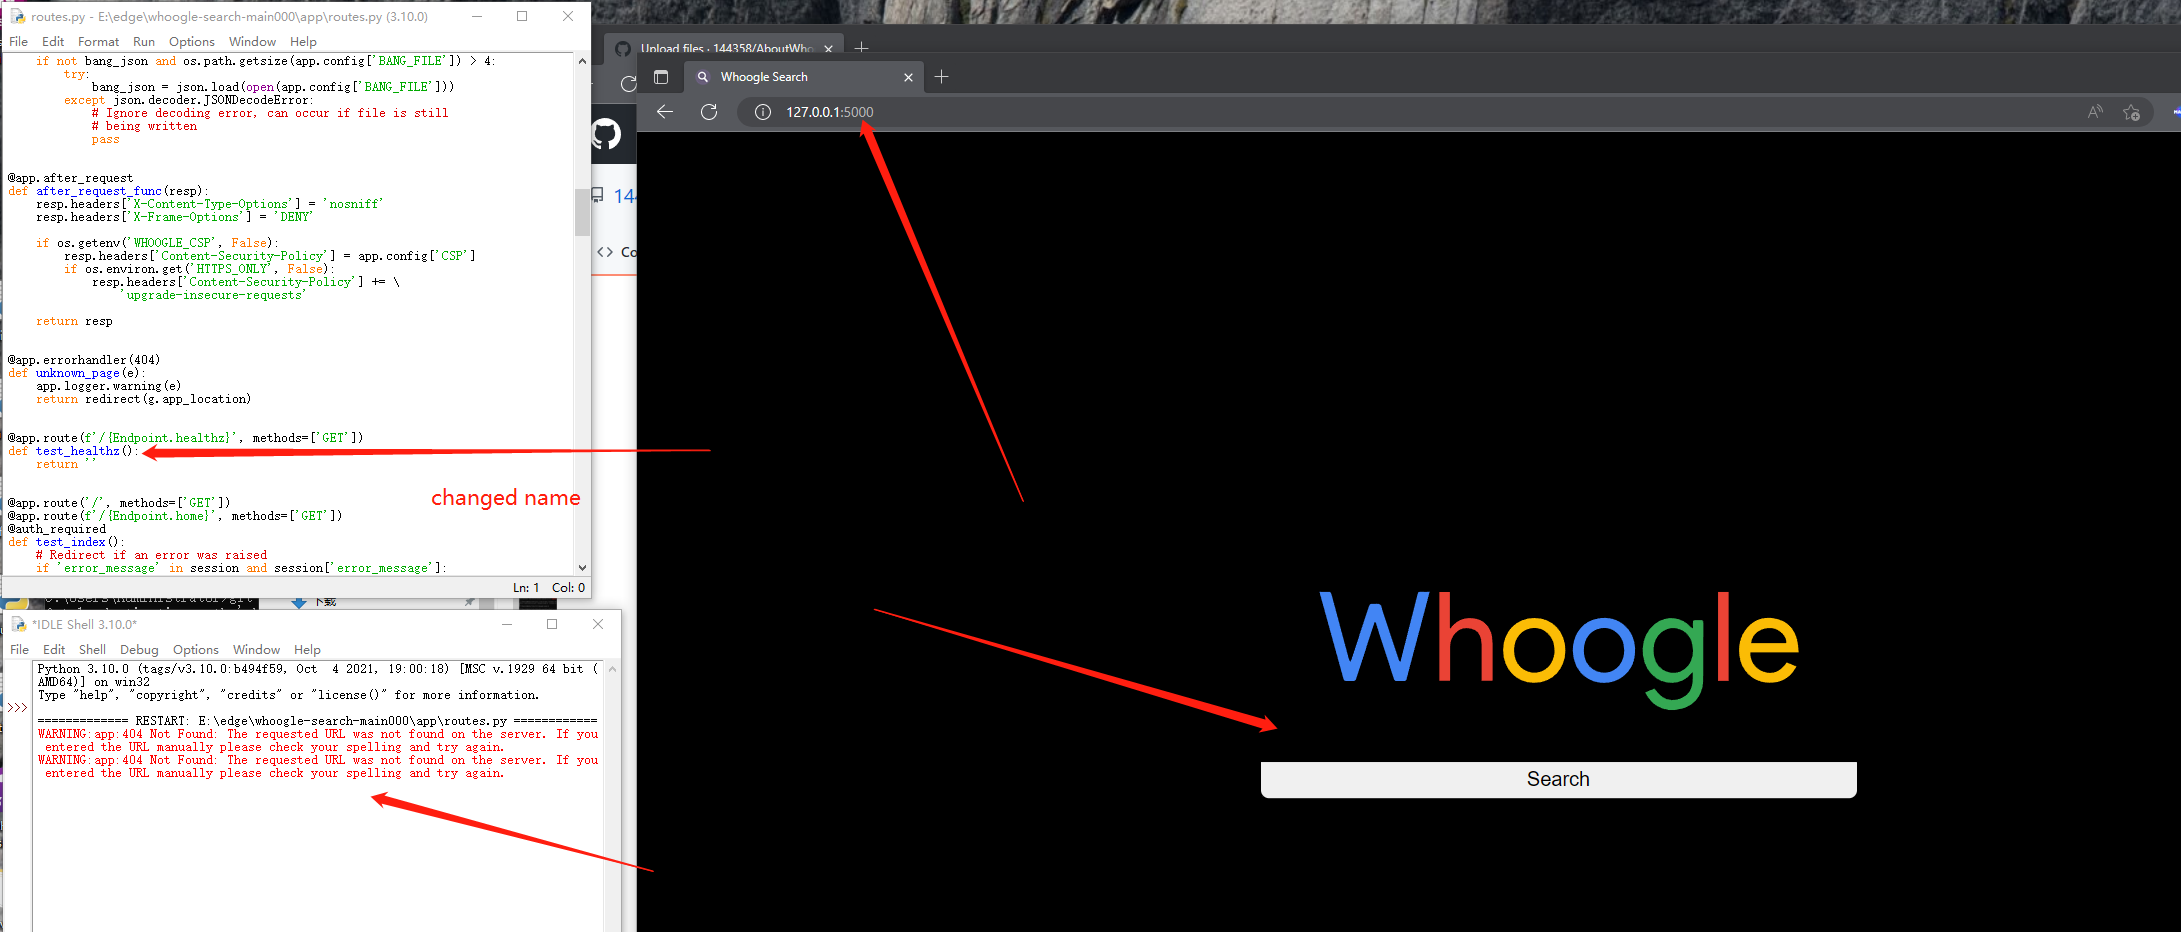 routes.py - E:\edge\whoogle-search-main000\app\routes.py (3.10.0)
File Edit Format Run Options Window Help
if not bang_json and os.path.getsize(app.config['BANG_FILE']) > 4:
try:
bang_json = json.load(open(app.config['BANG_FILE']))
except json.decoder.JSONDecodeError:
# Ignore decoding error, can occur if file is still
# being written
pass
@app.after_request
def after_request_func(resp):
resp.headers['X-Content-Type-Options'] = 'nosniff'
resp.headers['X-Frame-Options'] = 'DENY'
if os.getenv('WHOOGLE_CSP', False):
resp.headers['Content-Security-Policy'] = app.config['CSP']
if os.environ.get('HTTPS_ONLY', False):
resp.headers['Content-Security-Policy'] += \
'upgrade-insecure-requests'
return resp
@app.errorhandler(404)
def unknown_page(e):
app.logger.warning(e)
return redirect(g.app_location)
@app.route(f'/{Endpoint.healthz}', methods=['GET'])
def test_healthz():
return ''
changed name
@app.route('/', methods=['GET'])
@app.route(f'/{Endpoint.home}', methods=['GET'])
@auth_required
def test_index():
# Redirect if an error was raised
if 'error_message' in session and session['error_message']:
Ln: 1 Col: 0
下载
*IDLE Shell 3.10.0*
File Edit Shell Debug Options Window Help
Python 3.10.0 (tags/v3.10.0:b494f59, Oct 4 2021, 19:00:18) [MSC v.1929 64 bit (
AMD64)] on win32
Type "help", "copyright", "credits" or "license()" for more information.
>>>
============= RESTART: E:\edge\whoogle-search-main000\app\routes.py ============
WARNING:app:404 Not Found: The requested URL was not found on the server. If you
entered the URL manually please check your spelling and try again.
WARNING:app:404 Not Found: The requested URL was not found on the server. If you
entered the URL manually please check your spelling and try again.
Upload files · 144358/AboutWho
144
<> Co
Whoogle Search
127.0.0.1:5000
Whoogle
Search